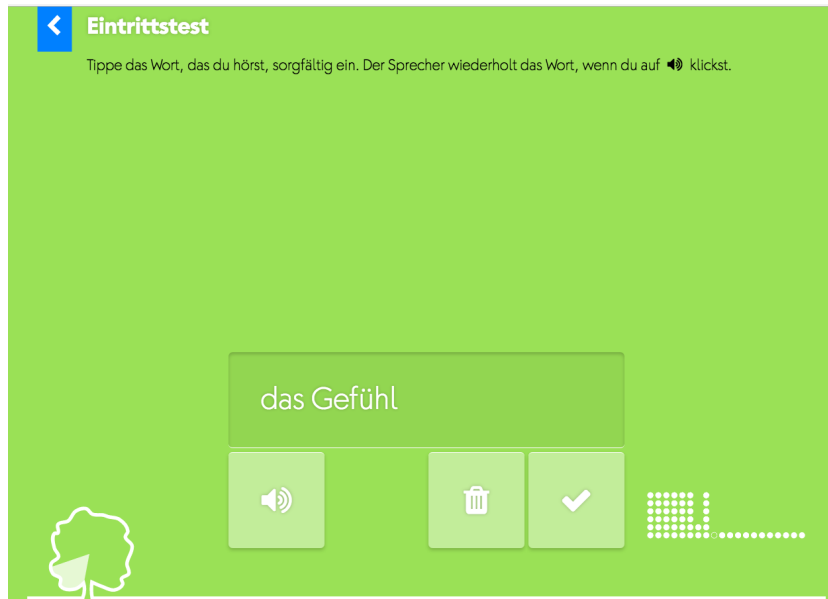 Eintrittstest
Tippe das Wort, das du hörst, sorgfältig ein. Der Sprecher wiederholt das Wort, wenn du auf klickst.
das Gefühl